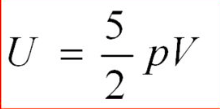 U = 5/2 pV